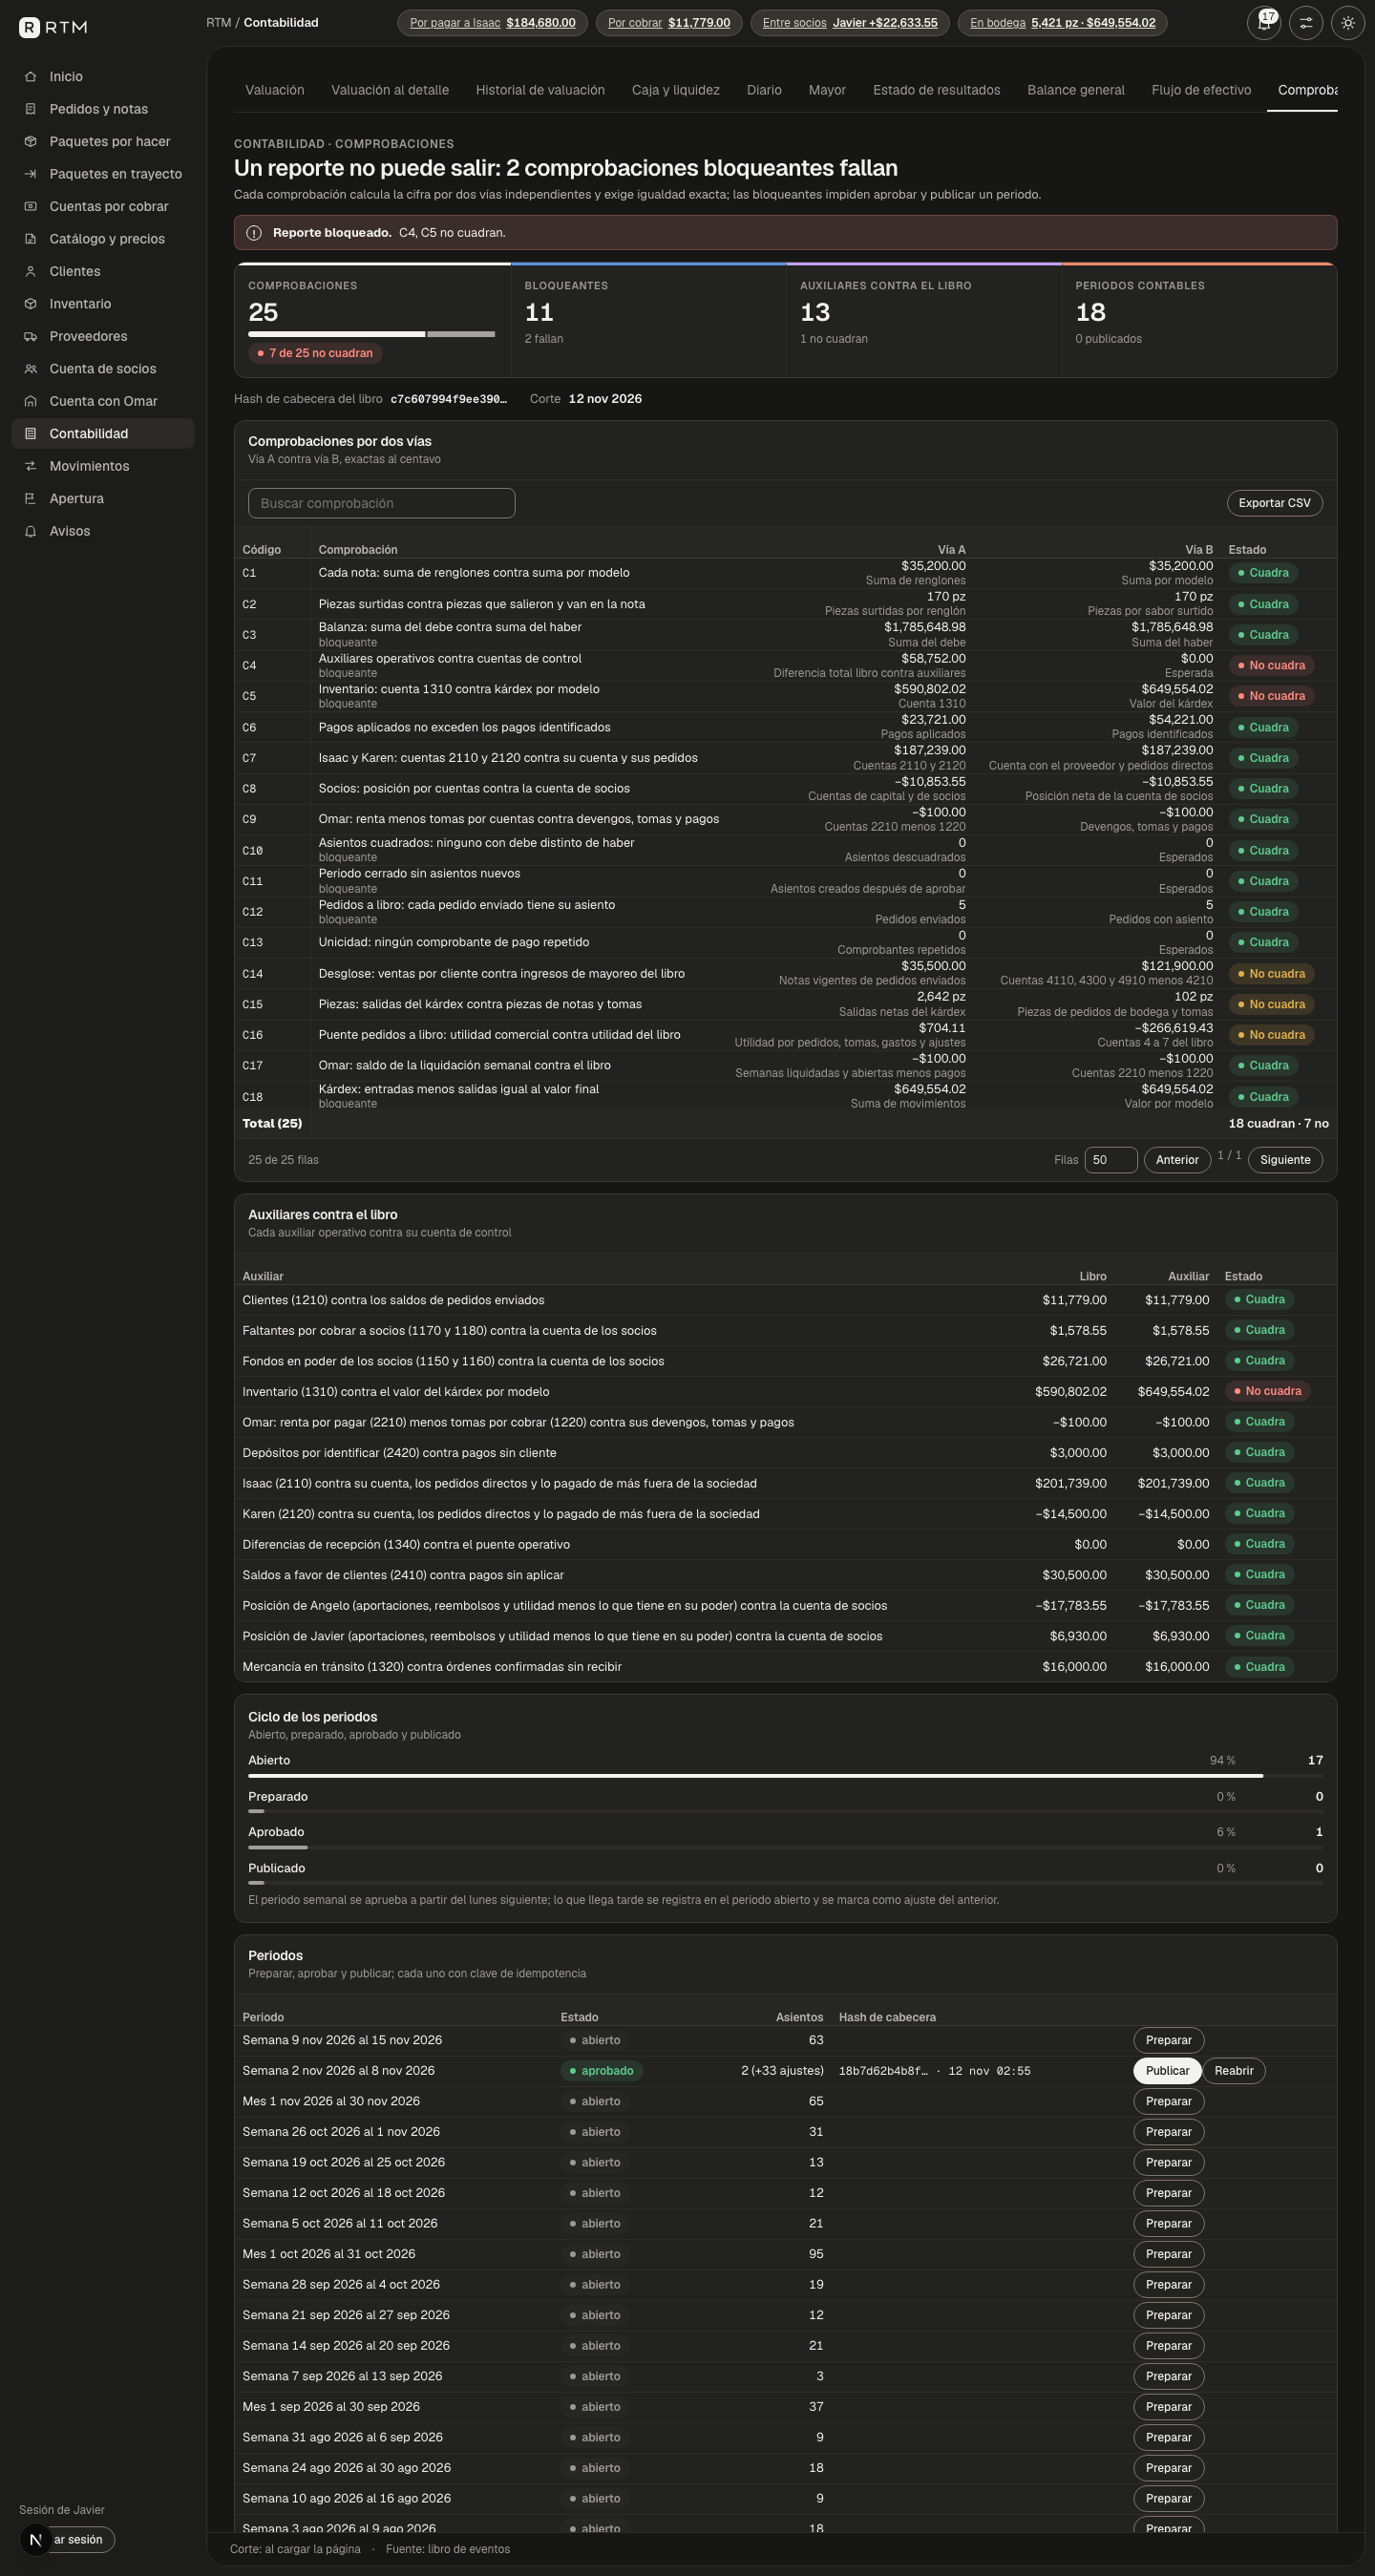 R RTM
RTM / Contabilidad
Por pagar a Isaac $184,680.00
Por cobrar $11,779.00
Entre socios Javier +$22,633.55
En bodega 5,421 pz · $649,554.02
17
Inicio
Pedidos y notas
Paquetes por hacer
Paquetes en trayecto
Cuentas por cobrar
Catálogo y precios
Clientes
Inventario
Proveedores
Cuenta de socios
Cuenta con Omar
Contabilidad
Movimientos
Apertura
Avisos
Valuación Valuación al detalle Historial de valuación Caja y liquidez Diario Mayor Estado de resultados Balance general Flujo de efectivo Comproba
CONTABILIDAD · COMPROBACIONES
Un reporte no puede salir: 2 comprobaciones bloqueantes fallan
Cada comprobación calcula la cifra por dos vías independientes y exige igualdad exacta; las bloqueantes impiden aprobar y publicar un periodo.
Reporte bloqueado. C4, C5 no cuadran.
COMPROBACIONES
25
7 de 25 no cuadran
BLOQUEANTES
11
2 fallan
AUXILIARES CONTRA EL LIBRO
13
1 no cuadran
PERIODOS CONTABLES
18
0 publicados
Hash de cabecera del libro c7c607994f9ee390… Corte 12 nov 2026
Comprobaciones por dos vías
Vía A contra vía B, exactas al centavo
Buscar comprobación
Exportar CSV
Código Comprobación Vía A Vía B Estado
C1 Cada nota: suma de renglones contra suma por modelo $35,200.00 $35,200.00 Cuadra
Suma de renglones Suma por modelo
C2 Piezas surtidas contra piezas que salieron y van en la nota 170 pz 170 pz Cuadra
Piezas surtidas por renglón Piezas por sabor surtido
C3 Balanza: suma del debe contra suma del haber $1,785,648.98 $1,785,648.98 Cuadra
bloqueante Suma del debe Suma del haber
C4 Auxiliares operativos contra cuentas de control $58,752.00 $0.00 No cuadra
bloqueante Diferencia total libro contra auxiliares Esperada
C5 Inventario: cuenta 1310 contra kárdex por modelo $590,802.02 $649,554.02 No cuadra
bloqueante Cuenta 1310 Valor del kárdex
C6 Pagos aplicados no exceden los pagos identificados $23,721.00 $54,221.00 Cuadra
Pagos aplicados Pagos identificados
C7 Isaac y Karen: cuentas 2110 y 2120 contra su cuenta y sus pedidos $187,239.00 $187,239.00 Cuadra
Cuentas 2110 y 2120 Cuenta con el proveedor y pedidos directos
C8 Socios: posición por cuentas contra la cuenta de socios –$10,853.55 –$10,853.55 Cuadra
Cuentas de capital y de socios Posición neta de la cuenta de socios
C9 Omar: renta menos tomas por cuentas contra devengos, tomas y pagos –$100.00 –$100.00 Cuadra
Cuentas 2210 menos 1220 Devengos, tomas y pagos
C10 Asientos cuadrados: ninguno con debe distinto de haber 0 0 Cuadra
bloqueante Asientos descuadrados Esperados
C11 Periodo cerrado sin asientos nuevos 0 0 Cuadra
bloqueante Asientos creados después de aprobar Esperados
C12 Pedidos a libro: cada pedido enviado tiene su asiento 5 5 Cuadra
bloqueante Pedidos enviados Pedidos con asiento
C13 Unicidad: ningún comprobante de pago repetido 0 0 Cuadra
Comprobantes repetidos Esperados
C14 Desglose: ventas por cliente contra ingresos de mayoreo del libro $35,500.00 $121,900.00 No cuadra
Notas vigentes de pedidos enviados Cuentas 4110, 4300 y 4910 menos 4210
C15 Piezas: salidas del kárdex contra piezas de notas y tomas 2,642 pz 102 pz No cuadra
Salidas netas del kárdex Piezas de pedidos de bodega y tomas
C16 Puente pedidos a libro: utilidad comercial contra utilidad del libro $704.11 –$266,619.43 No cuadra
Utilidad por pedidos, tomas, gastos y ajustes Cuentas 4 a 7 del libro
C17 Omar: saldo de la liquidación semanal contra el libro –$100.00 –$100.00 Cuadra
Semanas liquidadas y abiertas menos pagos Cuentas 2210 menos 1220
C18 Kárdex: entradas menos salidas igual al valor final $649,554.02 $649,554.02 Cuadra
bloqueante Suma de movimientos Valor por modelo
Total (25) 18 cuadran · 7 no
25 de 25 filas Filas 50 Anterior 1 / 1 Siguiente
Auxiliares contra el libro
Cada auxiliar operativo contra su cuenta de control
Auxiliar Libro Auxiliar Estado
Clientes (1210) contra los saldos de pedidos enviados $11,779.00 $11,779.00 Cuadra
Faltantes por cobrar a socios (1170 y 1180) contra la cuenta de los socios $1,578.55 $1,578.55 Cuadra
Fondos en poder de los socios (1150 y 1160) contra la cuenta de los socios $26,721.00 $26,721.00 Cuadra
Inventario (1310) contra el valor del kárdex por modelo $590,802.02 $649,554.02 No cuadra
Omar: renta por pagar (2210) menos tomas por cobrar (1220) contra sus devengos, tomas y pagos –$100.00 –$100.00 Cuadra
Depósitos por identificar (2420) contra pagos sin cliente $3,000.00 $3,000.00 Cuadra
Isaac (2110) contra su cuenta, los pedidos directos y lo pagado de más fuera de la sociedad $201,739.00 $201,739.00 Cuadra
Karen (2120) contra su cuenta, los pedidos directos y lo pagado de más fuera de la sociedad –$14,500.00 –$14,500.00 Cuadra
Diferencias de recepción (1340) contra el puente operativo $0.00 $0.00 Cuadra
Saldos a favor de clientes (2410) contra pagos sin aplicar $30,500.00 $30,500.00 Cuadra
Posición de Angelo (aportaciones, reembolsos y utilidad menos lo que tiene en su poder) contra la cuenta de socios –$17,783.55 –$17,783.55 Cuadra
Posición de Javier (aportaciones, reembolsos y utilidad menos lo que tiene en su poder) contra la cuenta de socios $6,930.00 $6,930.00 Cuadra
Mercancía en tránsito (1320) contra órdenes confirmadas sin recibir $16,000.00 $16,000.00 Cuadra
Ciclo de los periodos
Abierto, preparado, aprobado y publicado
Abierto 94 % 17
Preparado 0 % 0
Aprobado 6 % 1
Publicado 0 % 0
El periodo semanal se aprueba a partir del lunes siguiente; lo que llega tarde se registra en el periodo abierto y se marca como ajuste del anterior.
Periodos
Preparar, aprobar y publicar; cada uno con clave de idempotencia
Periodo Estado Asientos Hash de cabecera
Semana 9 nov 2026 al 15 nov 2026 abierto 63 Preparar
Semana 2 nov 2026 al 8 nov 2026 aprobado 2 (+33 ajustes) 18b7d62b4b8f… · 12 nov 02:55 Publicar Reabrir
Mes 1 nov 2026 al 30 nov 2026 abierto 65 Preparar
Semana 26 oct 2026 al 1 nov 2026 abierto 31 Preparar
Semana 19 oct 2026 al 25 oct 2026 abierto 13 Preparar
Semana 12 oct 2026 al 18 oct 2026 abierto 12 Preparar
Semana 5 oct 2026 al 11 oct 2026 abierto 21 Preparar
Mes 1 oct 2026 al 31 oct 2026 abierto 95 Preparar
Semana 28 sep 2026 al 4 oct 2026 abierto 19 Preparar
Semana 21 sep 2026 al 27 sep 2026 abierto 12 Preparar
Semana 14 sep 2026 al 20 sep 2026 abierto 21 Preparar
Semana 7 sep 2026 al 13 sep 2026 abierto 3 Preparar
Mes 1 sep 2026 al 30 sep 2026 abierto 37 Preparar
Semana 31 ago 2026 al 6 sep 2026 abierto 9 Preparar
Semana 24 ago 2026 al 30 ago 2026 abierto 18 Preparar
Semana 10 ago 2026 al 16 ago 2026 abierto 9 Preparar
Semana 3 ago 2026 al 9 ago 2026 abierto 18 Preparar
Sesión de Javier
N ar sesión
Corte: al cargar la página · Fuente: libro de eventos